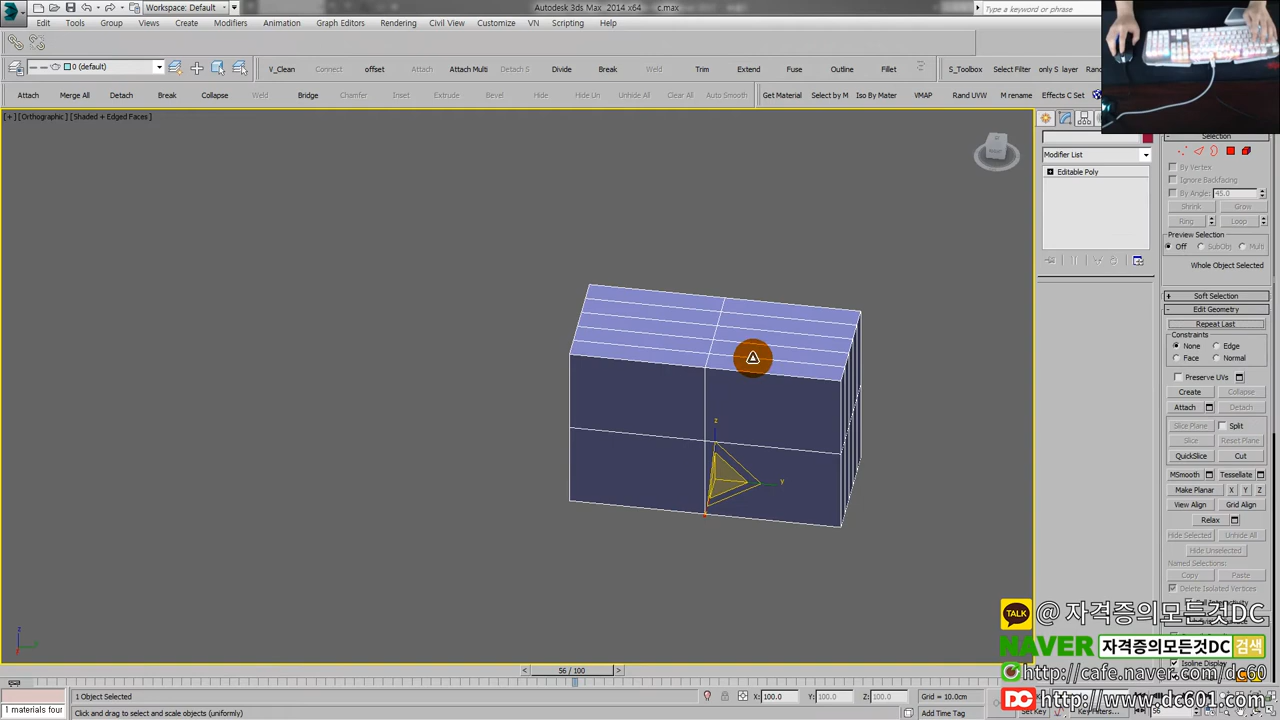 Workspace: Default
Autodesk 3ds Max 2014 x64 c.max
Type a keyword or phrase
Edit Tools Group Views Create Modifiers Animation Graph Editors Rendering Civil View Customize VN Scripting Help
0 (default)
V_Clean Connect offset Attach Attach Multi Detach S Divide Break Weld Trim Extend Fuse Outline Fillet S_Toolbox Select Filter only S layer
Attach Merge All Detach Break Collapse Weld Bridge Chamfer Inset Extrude Bevel Hide Hide Un Unhide All Clear All Auto Smooth Get Material Select by M Iso By Mater VMAP Rand UVW M rename Effects C Set
[+] [Orthographic] [Shaded + Edged Faces]
Modifier List
Editable Poly
Selection
By Vertex
Ignore Backfacing
By Angle: 45.0
Shrink Grow
Ring Loop
Preview Selection
Off SubObj Multi
Whole Object Selected
Soft Selection
Edit Geometry
Repeat Last
Constraints
None Edge
Face Normal
Preserve UVs
Create Collapse
Attach Detach
Slice Plane Split
Slice Reset Plane
QuickSlice Cut
MSmooth Tessellate
Make Planar X Y Z
View Align Grid Align
Relax
Hide Selected Unhide All
Hide Unselected
Named Selections:
Copy Paste
Delete Isolated Vertices
Isoline Display
z
y
z
TALK @ 자격증의모든것DC
NAVER 자격증의모든것DC 검색
http://cafe.naver.com/dc60
DC http://www.dc601.com
56 / 100
1 Object Selected
X: 100.0 Y: 100.0 Z: 100.0 Grid = 10.0cm
1 materials four
Click and drag to select and scale objects (uniformly)
Add Time Tag
Set Key